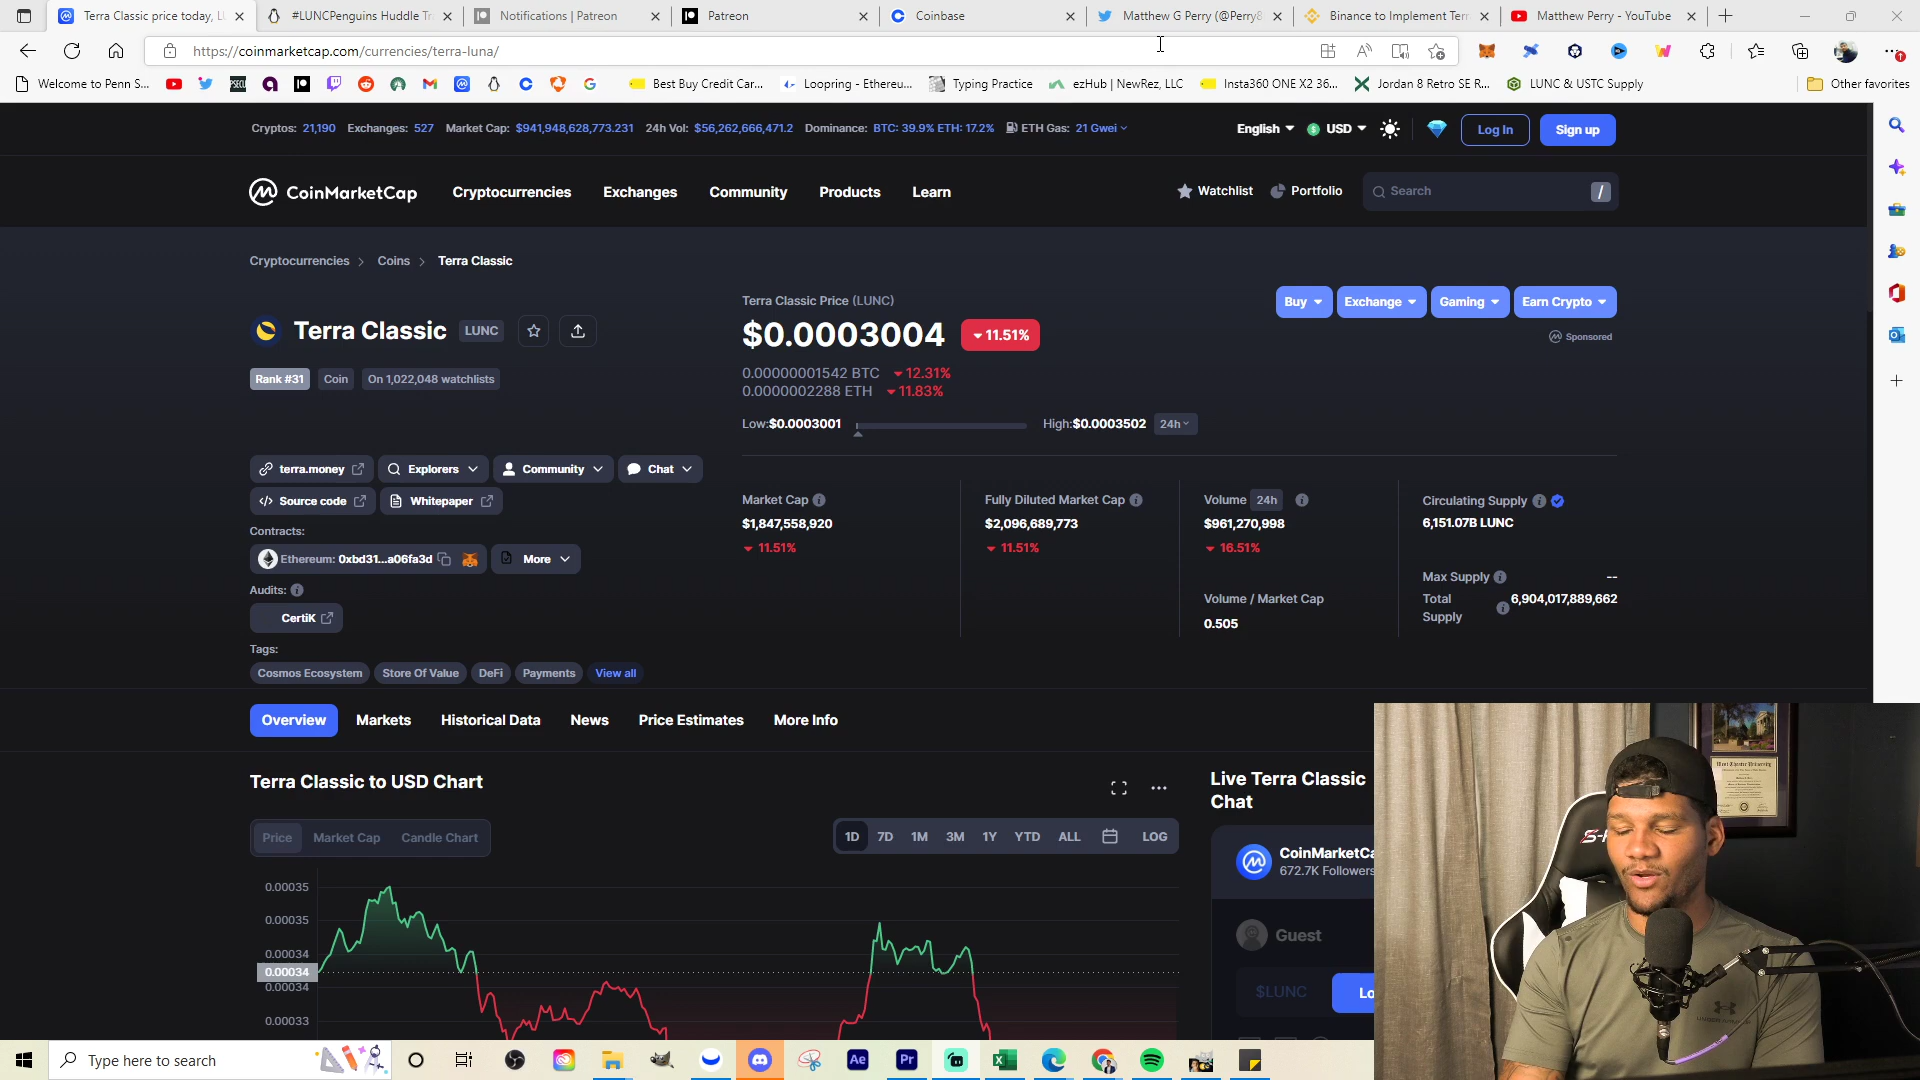 Terra Classic price today, L
#LUNCPenguins Huddle Tr
Notifications | Patreon
Patreon
Coinbase
Matthew G Perry (@Perry8
Binance to Implement Terr
Matthew Perry - YouTube
https://coinmarketcap.com/currencies/terra-luna/
Welcome to Penn S...
Best Buy Credit Car...
Loopring - Ethereu...
Typing Practice
ezHub | NewRez, LLC
Insta360 ONE X2 36...
Jordan 8 Retro SE R...
LUNC & USTC Supply
Other favorites
Cryptos: 21,190 Exchanges: 527 Market Cap: $941,948,628,773.231 24h Vol: $56,262,666,471.2 Dominance: BTC: 39.9% ETH: 17.2% ETH Gas: 21 Gwei
English USD Log In Sign up
CoinMarketCap Cryptocurrencies Exchanges Community Products Learn
Watchlist Portfolio Search /
Cryptocurrencies > Coins > Terra Classic
Terra Classic LUNC
Rank #31 Coin On 1,022,048 watchlists
Terra Classic Price (LUNC)
$0.0003004 11.51%
0.00000001542 BTC 12.31%
0.0000002288 ETH 11.83%
Low:$0.0003001 High:$0.0003502 24h
Buy Exchange Gaming Earn Crypto
Sponsored
terra.money Explorers Community Chat
Source code Whitepaper
Contracts:
Ethereum: 0xbd31...a06fa3d More
Audits:
CertiK
Tags:
Cosmos Ecosystem Store Of Value DeFi Payments View all
Market Cap
$1,847,558,920
11.51%
Fully Diluted Market Cap
$2,096,689,773
11.51%
Volume 24h
$961,270,998
16.51%
Volume / Market Cap
0.505
Circulating Supply
6,151.07B LUNC
Max Supply --
Total Supply 6,904,017,889,662
Overview Markets Historical Data News Price Estimates More Info
Terra Classic to USD Chart
Price Market Cap Candle Chart
1D 7D 1M 3M 1Y YTD ALL LOG
0.00035
0.00035
0.00034
0.00034
0.00034
0.00033
Live Terra Classic
Chat
CoinMarketCa
672.7K Followers
Guest
$LUNC Lo
UNDER ARMOUR
Type here to search
Ae
Pr